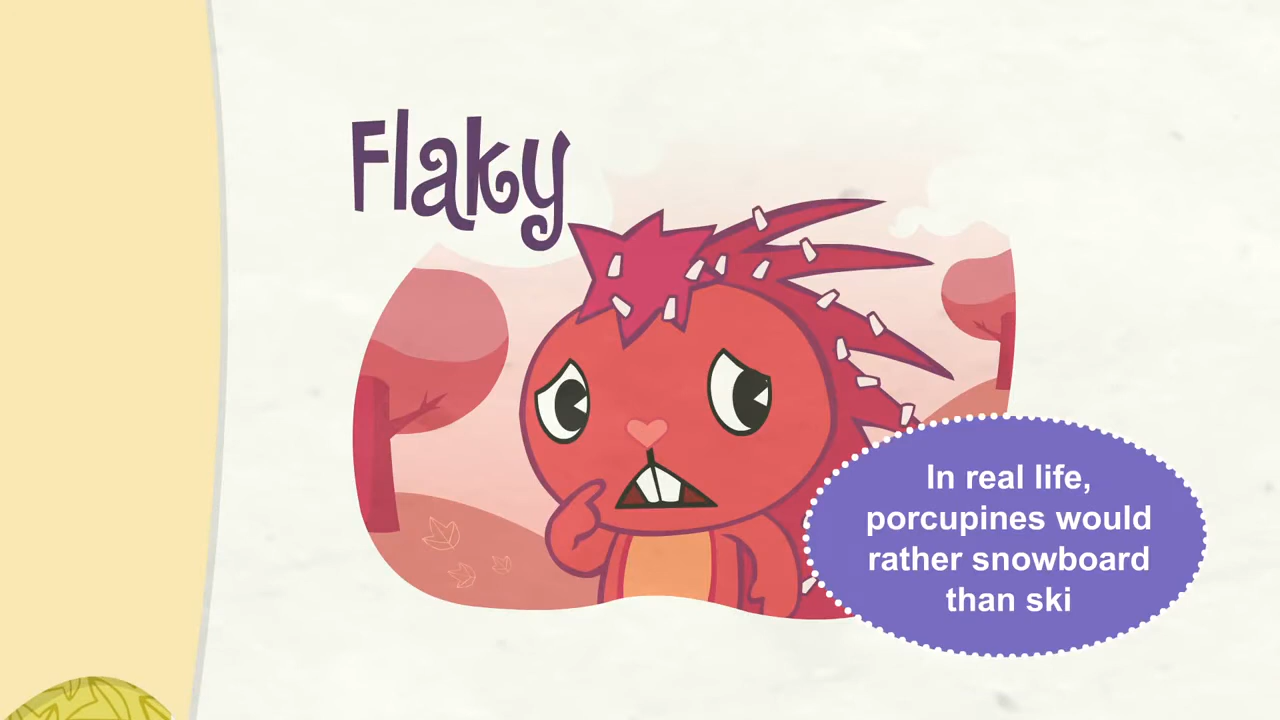 Flaky
In real life,
porcupines would
rather snowboard
than ski